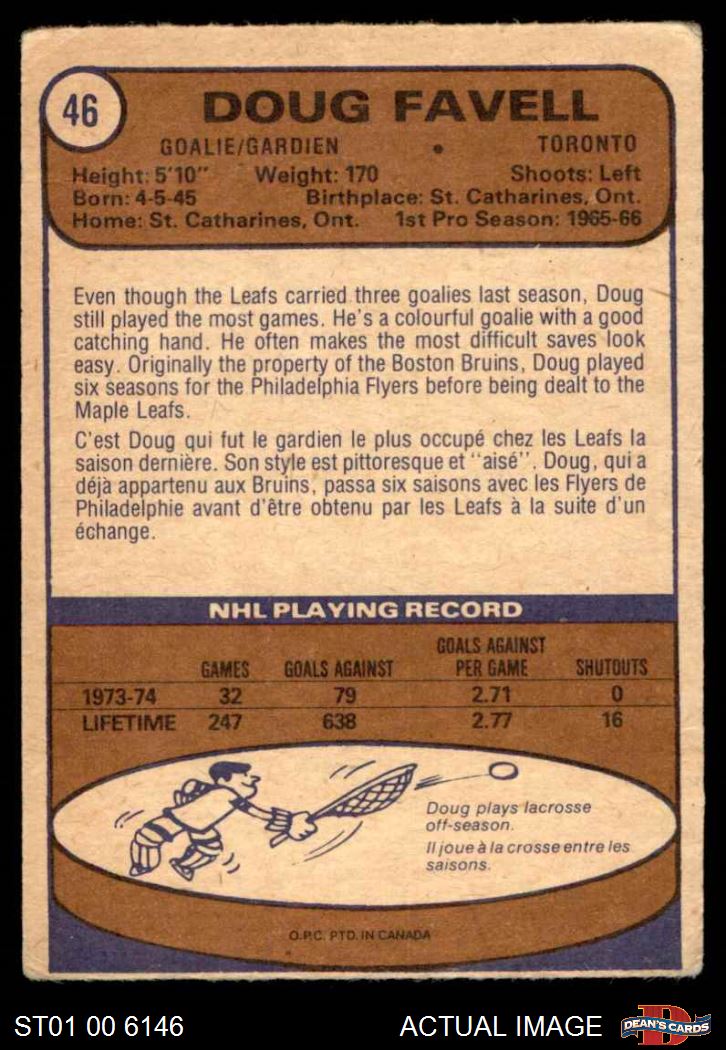 46
DOUG FAVELL
GOALIE/GARDIEN • TORONTO
Height: 5'10" Weight: 170 Shoots: Left
Born: 4-5-45 Birthplace: St. Catharines, Ont.
Home: St. Catharines, Ont. 1st Pro Season: 1965-66
Even though the Leafs carried three goalies last season, Doug
still played the most games. He's a colourful goalie with a good
catching hand. He often makes the most difficult saves look
easy. Originally the property of the Boston Bruins, Doug played
six seasons for the Philadelphia Flyers before being dealt to the
Maple Leafs.
C'est Doug qui fut le gardien le plus occupé chez les Leafs la
saison dernière. Son style est pittoresque et "aisé". Doug, qui a
déjà appartenu aux Bruins, passa six saisons avec les Flyers de
Philadelphie avant d'être obtenu par les Leafs à la suite d'un
échange.
NHL PLAYING RECORD
GAMES GOALS AGAINST GOALS AGAINST PER GAME SHUTOUTS
1973-74 32 79 2.71 0
LIFETIME 247 638 2.77 16
Doug plays lacrosse
off-season.
Il joue à la crosse entre les
saisons.
O.P.C. PTD. IN CANADA
ST01 00 6146 ACTUAL IMAGE
D
DEAN'S CARDS